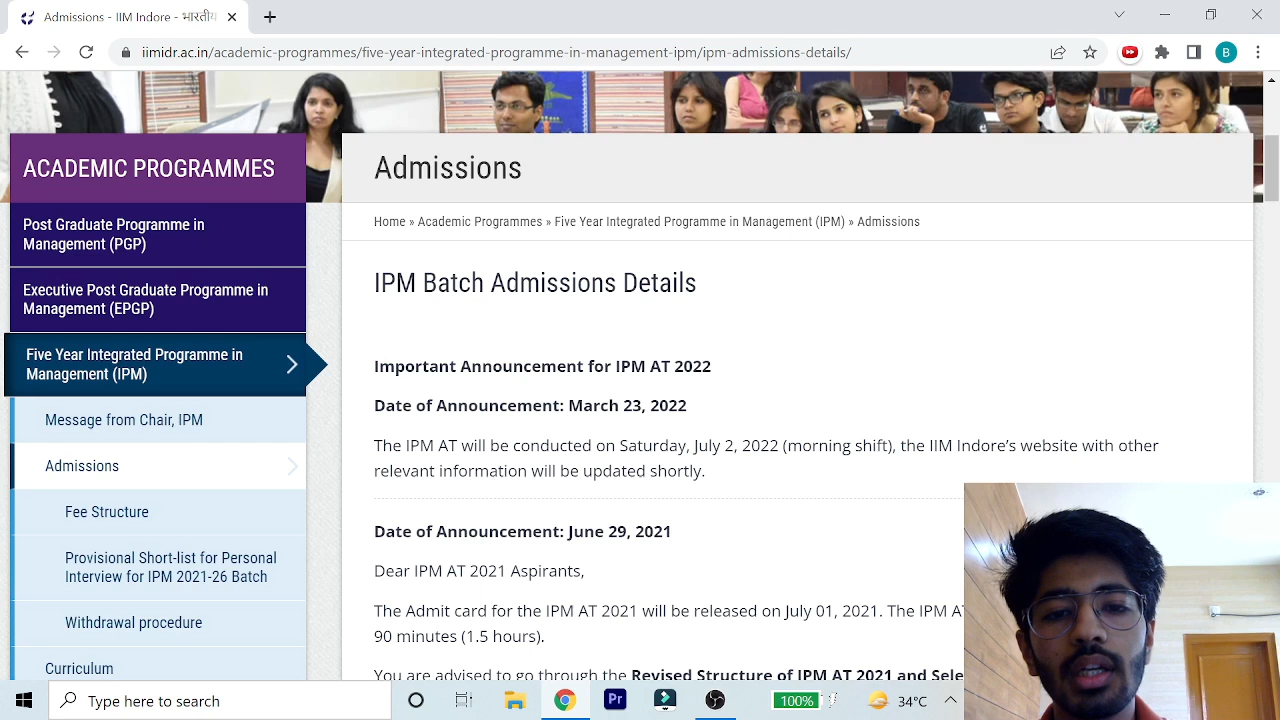 Admissions - IIM Indore - भारतीय
iimidr.ac.in/academic-programmes/five-year-integrated-programme-in-management-ipm/ipm-admissions-details/
B
ACADEMIC PROGRAMMES
Post Graduate Programme in
Management (PGP)
Executive Post Graduate Programme in
Management (EPGP)
Five Year Integrated Programme in
Management (IPM)
Message from Chair, IPM
Admissions
Fee Structure
Provisional Short-list for Personal
Interview for IPM 2021-26 Batch
Withdrawal procedure
Curriculum
Admissions
Home » Academic Programmes » Five Year Integrated Programme in Management (IPM) » Admissions
IPM Batch Admissions Details
Important Announcement for IPM AT 2022
Date of Announcement: March 23, 2022
The IPM AT will be conducted on Saturday, July 2, 2022 (morning shift), the IIM Indore's website with other
relevant information will be updated shortly.
Date of Announcement: June 29, 2021
Dear IPM AT 2021 Aspirants,
The Admit card for the IPM AT 2021 will be released on July 01, 2021. The IPM
90 minutes (1.5 hours).
You are advised to go through the Revised Structure of IPM AT 2021 and
Type here to search
Pr
100%
34°C